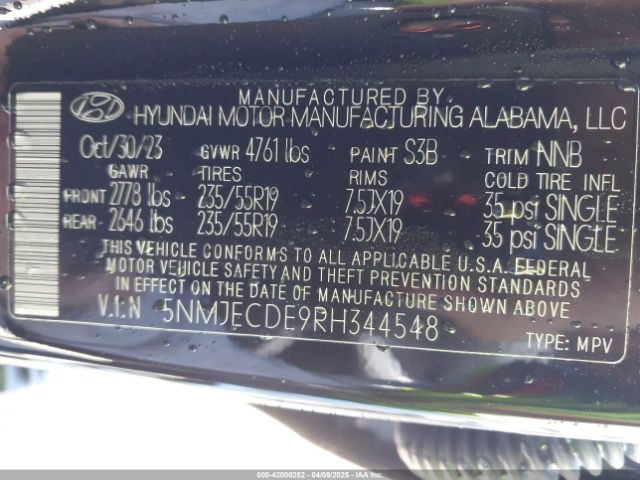 MANUFACTURED BY
HYUNDAI MOTOR MANUFACTURING ALABAMA, LLC
Oct/30/23 GVWR 4761 lbs PAINT S3B TRIM NNB
GAWR TIRES RIMS COLD TIRE INFL
FRONT 2778 lbs 235/55R19 7.5JX19 35 psi SINGLE
REAR 2646 lbs 235/55R19 7.5JX19 35 psi SINGLE
THIS VEHICLE CONFORMS TO ALL APPLICABLE U.S.A. FEDERAL
MOTOR VEHICLE SAFETY AND THEFT PREVENTION STANDARDS
IN EFFECT ON THE DATE OF MANUFACTURE SHOWN ABOVE
V.I.N 5NMJECDE9RH344548
TYPE: MPV
000-42000252 - 04/09/2025 - IAA Inc.